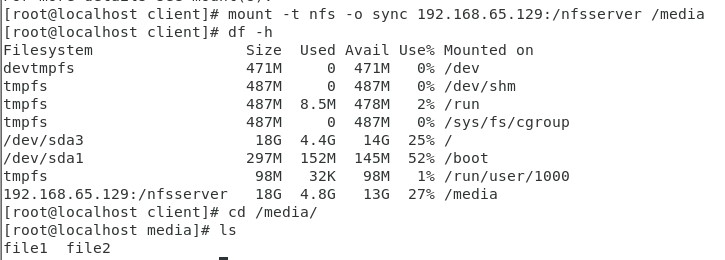 [root@localhost client]# mount -t nfs -o sync 192.168.65.129:/nfsserver /media
[root@localhost client]# df -h
Filesystem                 Size  Used Avail Use% Mounted on
devtmpfs                   471M     0  471M   0% /dev
tmpfs                      487M     0  487M   0% /dev/shm
tmpfs                      487M  8.5M  478M   2% /run
tmpfs                      487M     0  487M   0% /sys/fs/cgroup
/dev/sda3                   18G  4.4G   14G  25% /
/dev/sda1                  297M  152M  145M  52% /boot
tmpfs                       98M   32K   98M   1% /run/user/1000
192.168.65.129:/nfsserver   18G  4.8G   13G  27% /media
[root@localhost client]# cd /media/
[root@localhost media]# ls
file1  file2